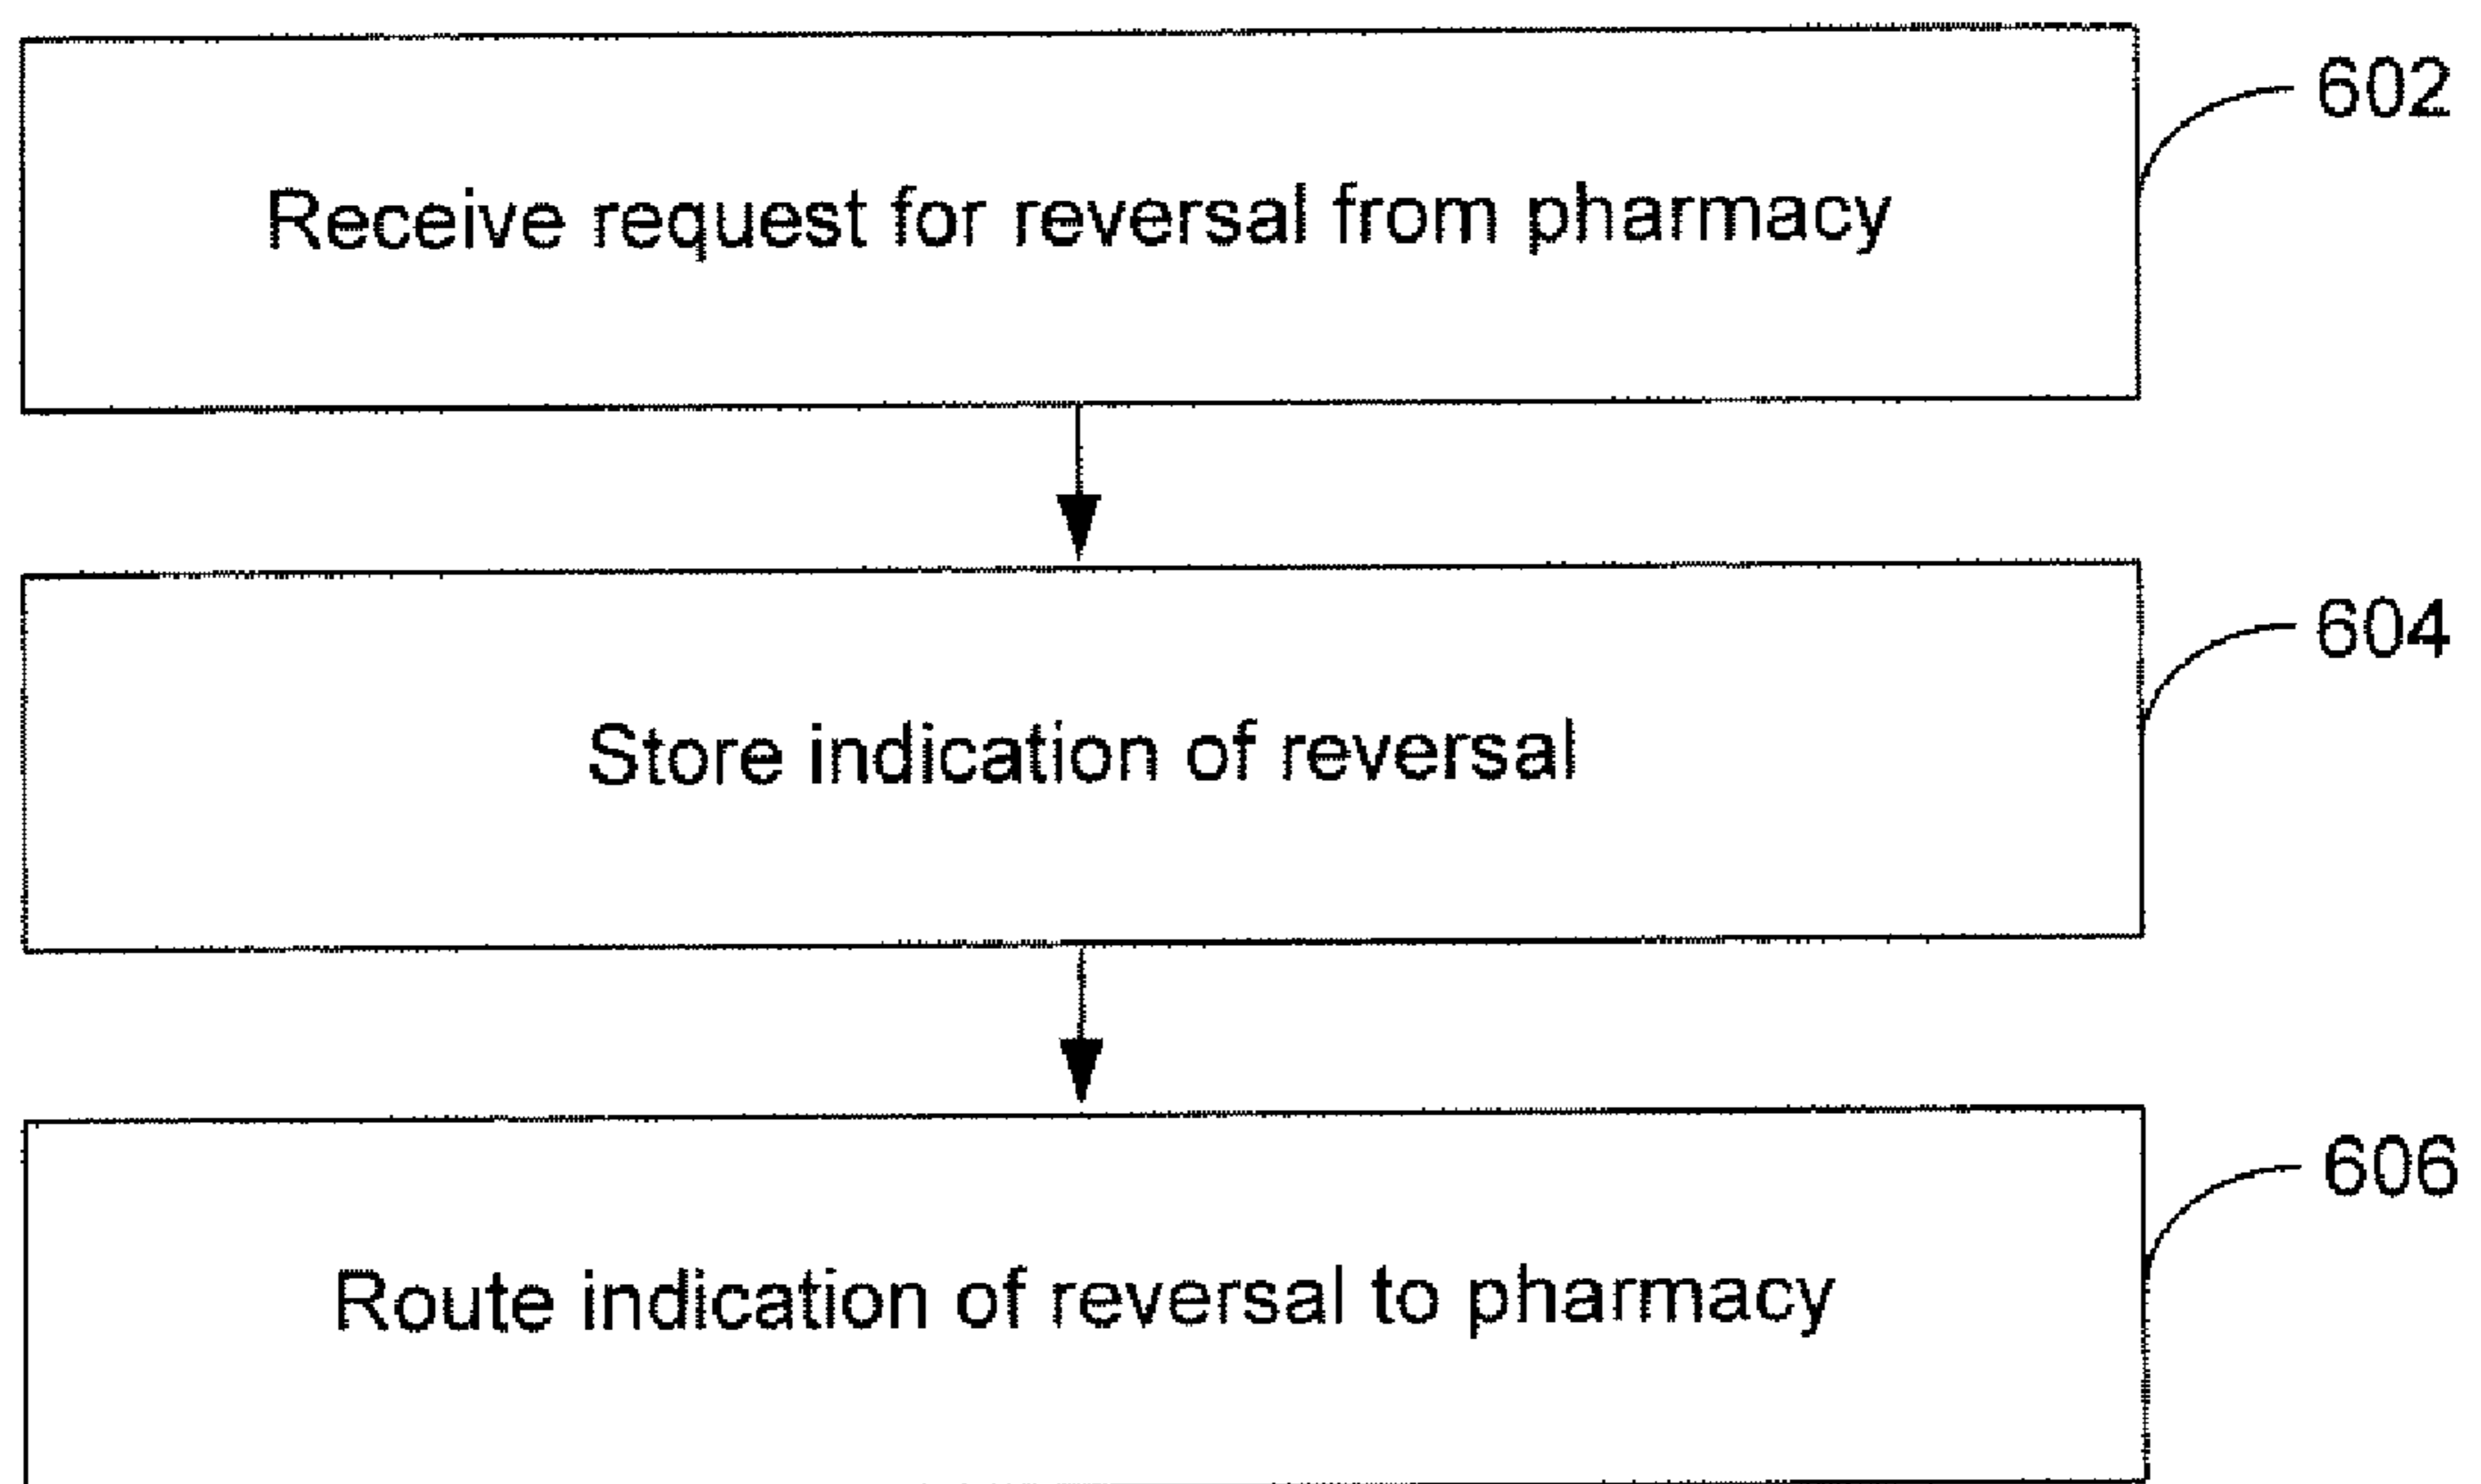 Receive request for reversal from pharmacy
602
Store indication of reversal
604
Route indication of reversal to pharmacy
606